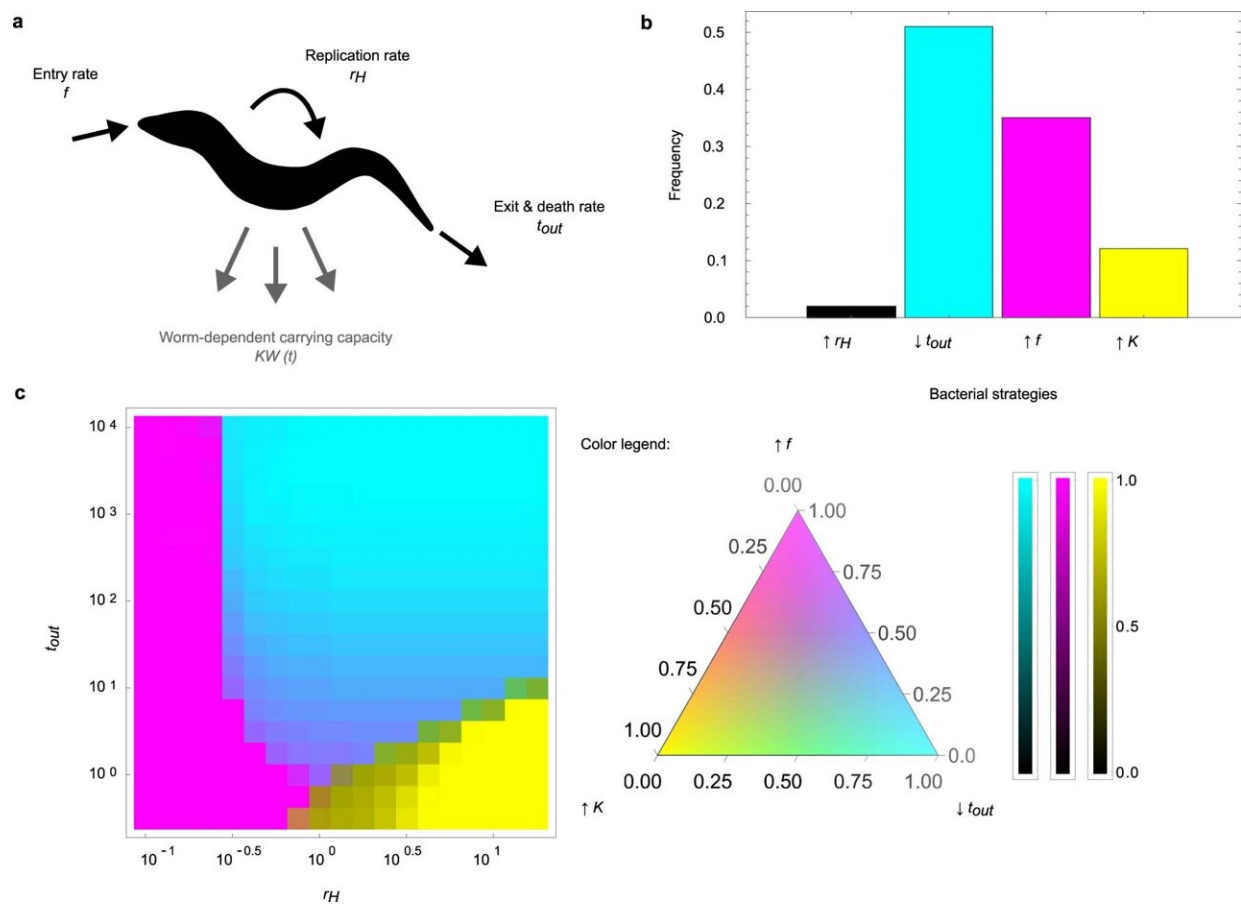 a
Entry rate
f
Replication rate
rH
Exit & death rate
tout
Worm-dependent carrying capacity
KW (t)
b
Frequency
0.5
0.4
0.3
0.2
0.1
0.0
↑ rH
↓ tout
↑ f
↑ K
Bacterial strategies
c
tout
10 4
10 3
10 2
10 1
10 0
10 -1
10 -0.5
10 0
10 0.5
10 1
rH
Color legend:
↑ f
0.00
1.00
0.25
0.75
0.50
0.50
0.75
0.25
1.00
0.0
0.00
0.25
0.50
0.75
1.00
↑ K
↓ tout
1.0
0.5
0.0